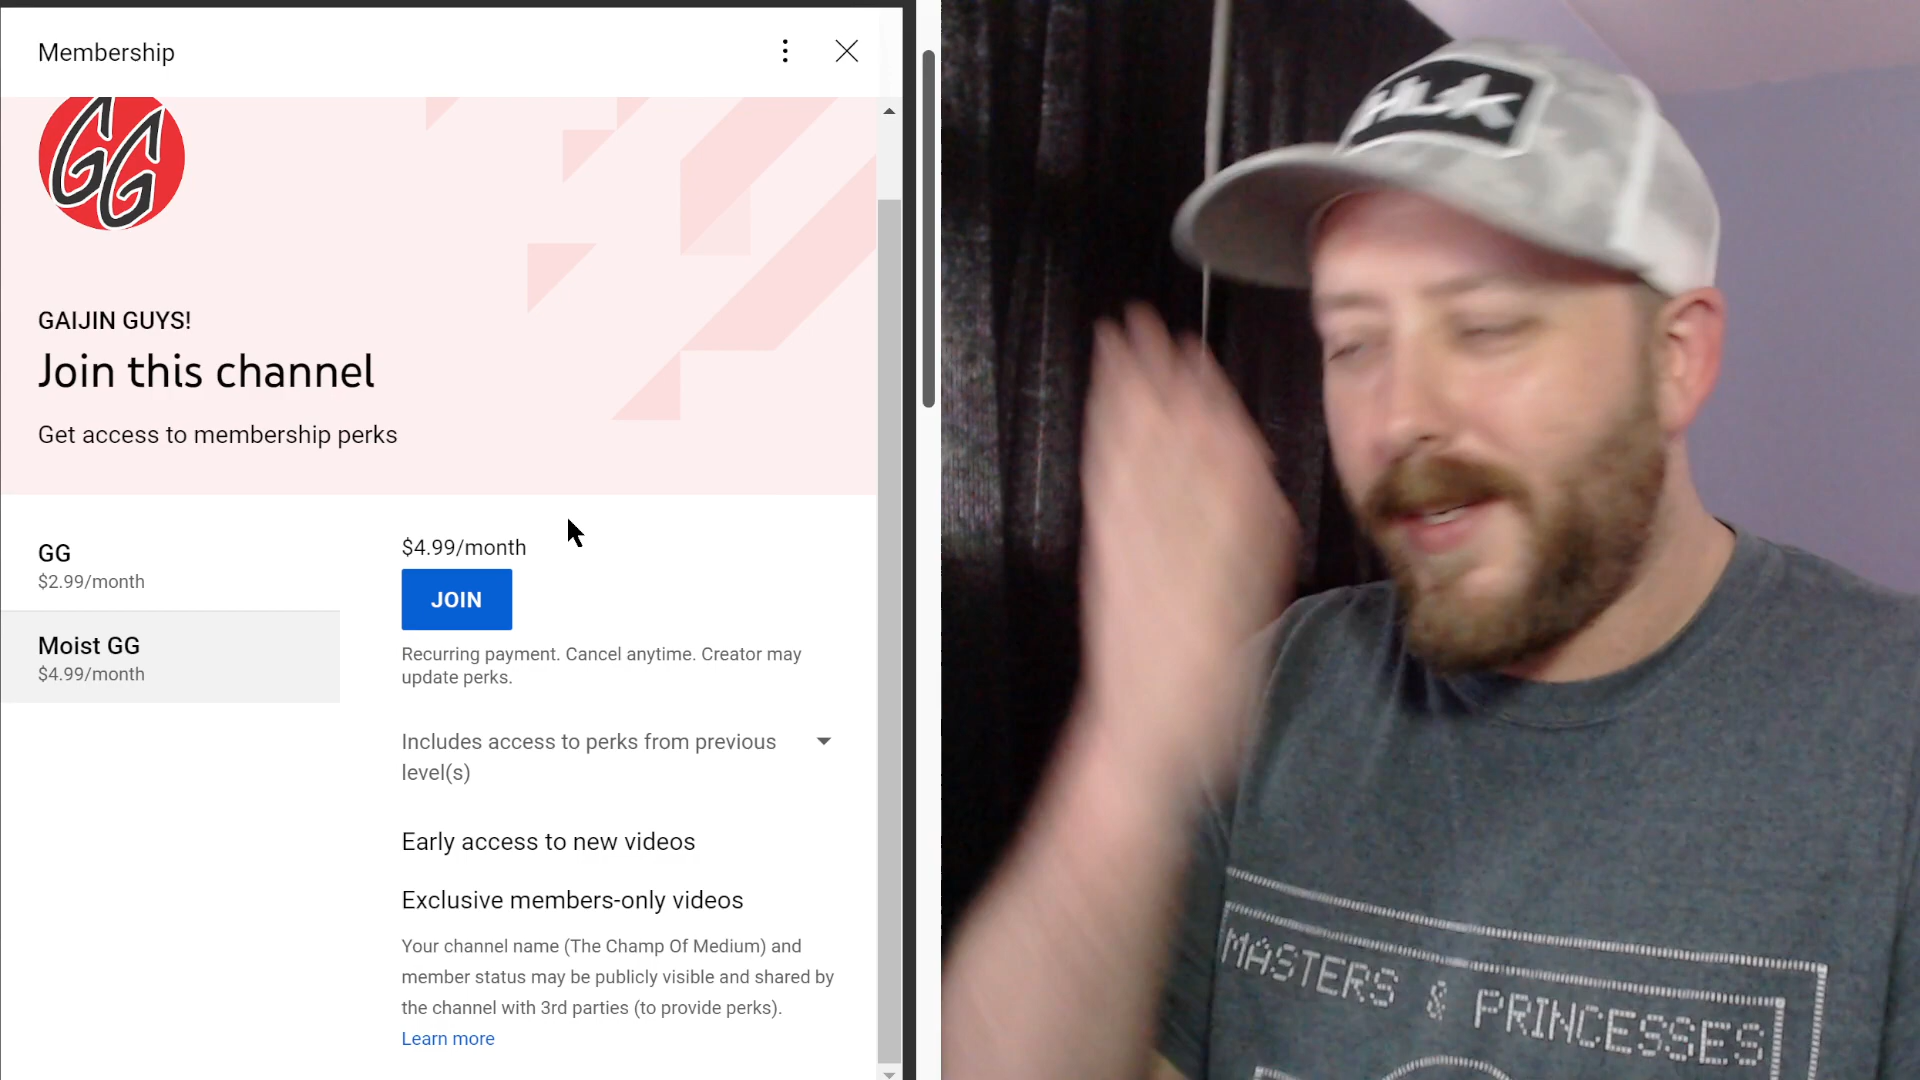 Membership
GG
GAIJIN GUYS!
Join this channel
Get access to membership perks
GG
$2.99/month
Moist GG
$4.99/month
$4.99/month
JOIN
Recurring payment. Cancel anytime. Creator may
update perks.
Includes access to perks from previous
level(s)
Early access to new videos
Exclusive members-only videos
Your channel name (The Champ Of Medium) and
member status may be publicly visible and shared by
the channel with 3rd parties (to provide perks).
Learn more
HUK
MASTERS & PRINCESSES